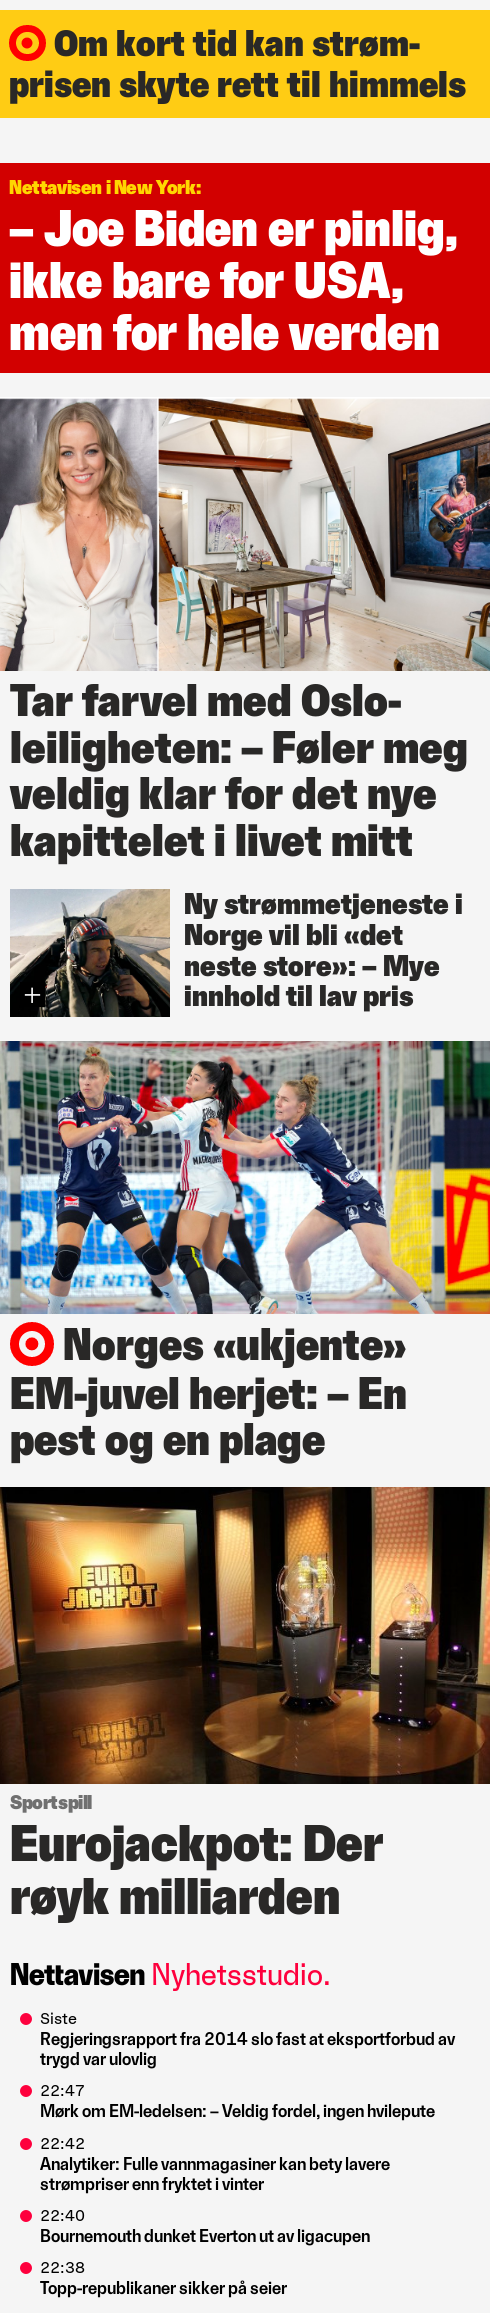 Om kort tid kan strøm-
prisen skyte rett til himmels
Nettavisen i New York:
– Joe Biden er pinlig,
ikke bare for USA,
men for hele verden
Tar farvel med Oslo-
leiligheten: – Føler meg
veldig klar for det nye
kapittelet i livet mitt
Ny strømmetjeneste i
Norge vil bli «det
neste store»: – Mye
innhold til lav pris
Norges «ukjente»
EM-juvel herjet: – En
pest og en plage
EURO
JACKPOT
Sportspill
Eurojackpot: Der
røyk milliarden
Nettavisen Nyhetsstudio.
Siste
Regjeringsrapport fra 2014 slo fast at eksportforbud av
trygd var ulovlig
22:47
Mørk om EM-ledelsen: – Veldig fordel, ingen hvilepute
22:42
Analytiker: Fulle vannmagasiner kan bety lavere
strømpriser enn fryktet i vinter
22:40
Bournemouth dunket Everton ut av ligacupen
22:38
Topp-republikaner sikker på seier